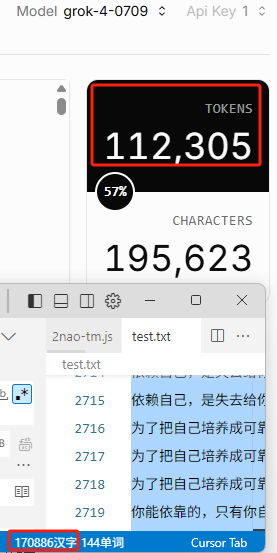 Model grok-4-0709 Api Key 1
TOKENS
112,305
57%
CHARACTERS
195,623
2nao-tm.js test.txt
test.txt
2715 依赖自己，是失去给你
2716 为了把自己培养成可靠
2717 为了把自己培养成可靠
2718 为了把自己培养成可靠
2719 你能依靠的，只有你自
170886汉字 144单词 Cursor Tab